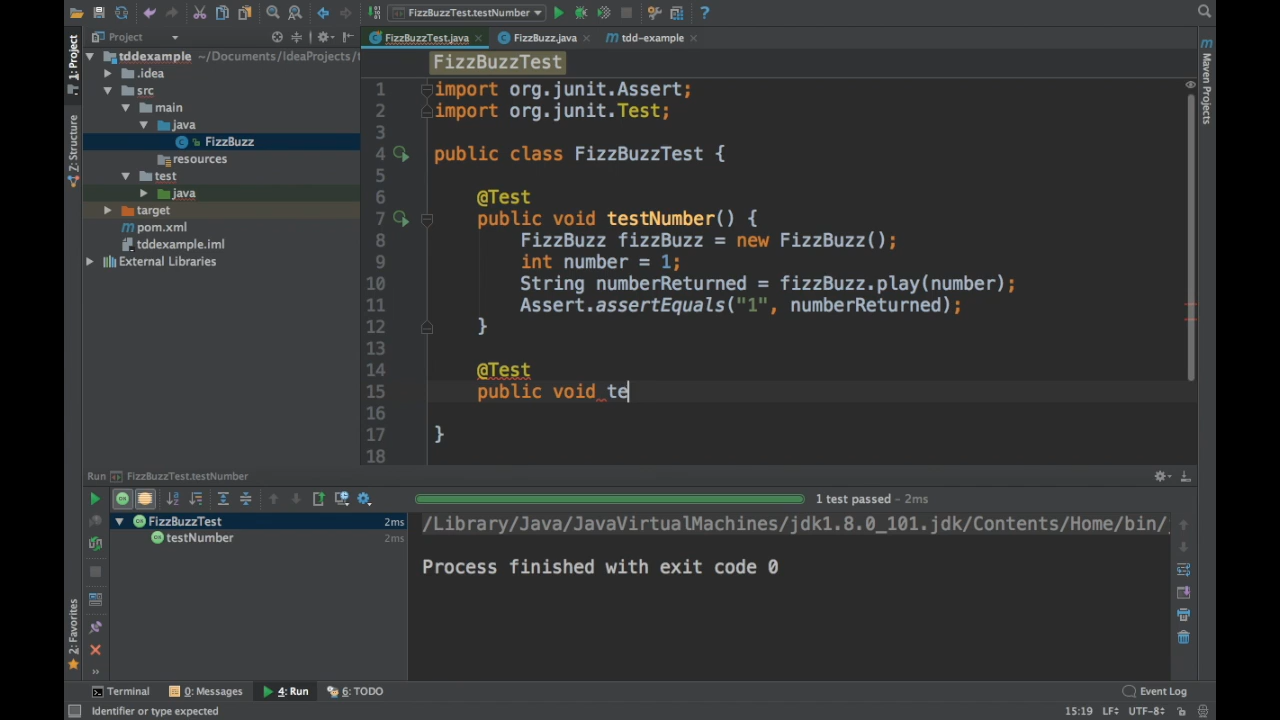 FizzBuzzTest.testNumber
Project
FizzBuzzTest.java
FizzBuzz.java
tdd-example
1: Project
Z: Structure
2: Favorites
Maven Projects
tddexample ~/Documents/IdeaProjects/
.idea
src
main
java
FizzBuzz
resources
test
java
target
pom.xml
tddexample.iml
External Libraries
FizzBuzzTest
1 import org.junit.Assert;
2 import org.junit.Test;
3
4 public class FizzBuzzTest {
5
6 @Test
7 public void testNumber() {
8 FizzBuzz fizzBuzz = new FizzBuzz();
9 int number = 1;
10 String numberReturned = fizzBuzz.play(number);
11 Assert.assertEquals("1", numberReturned);
12 }
13
14 @Test
15 public void te
16
17 }
18
Run FizzBuzzTest.testNumber
1 test passed – 2ms
FizzBuzzTest 2ms
testNumber 2ms
/Library/Java/JavaVirtualMachines/jdk1.8.0_101.jdk/Contents/Home/bin/
Process finished with exit code 0
Terminal
0: Messages
4: Run
6: TODO
Event Log
Identifier or type expected
15:19 LF UTF-8